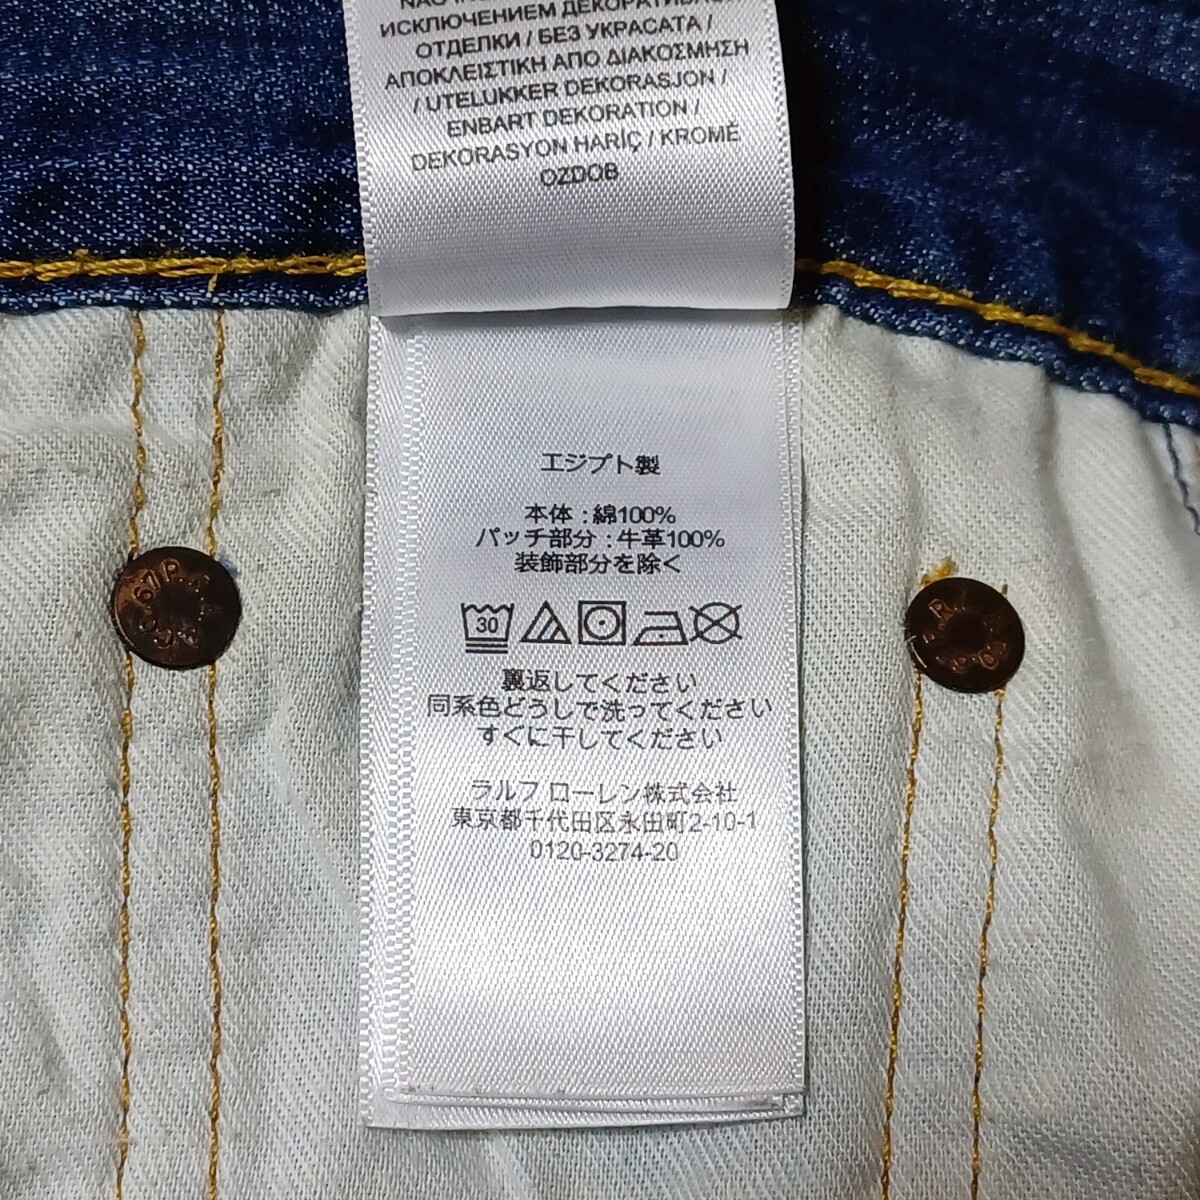 ИСКЛЮЧЕНИЕМ ДЕКОРАТИВНОЙ
ОТДЕЛКИ / БЕЗ УКРАСАТА /
ΑΠΟΚΛΕΙΣΤΙΚΗ ΑΠΟ ΔΙΑΚΟΣΜΗΣΗ
/ UTELUKKER DEKORASJON /
ENBART DEKORATION /
DEKORASYON HARİÇ / KROMĚ
OZDOB
エジプト製
本体 : 綿100%
パッチ部分 : 牛革100%
装飾部分を除く
30
裏返してください
同系色どうしで洗ってください
すぐに干してください
ラルフ ローレン株式会社
東京都千代田区永田町2-10-1
0120-3274-20